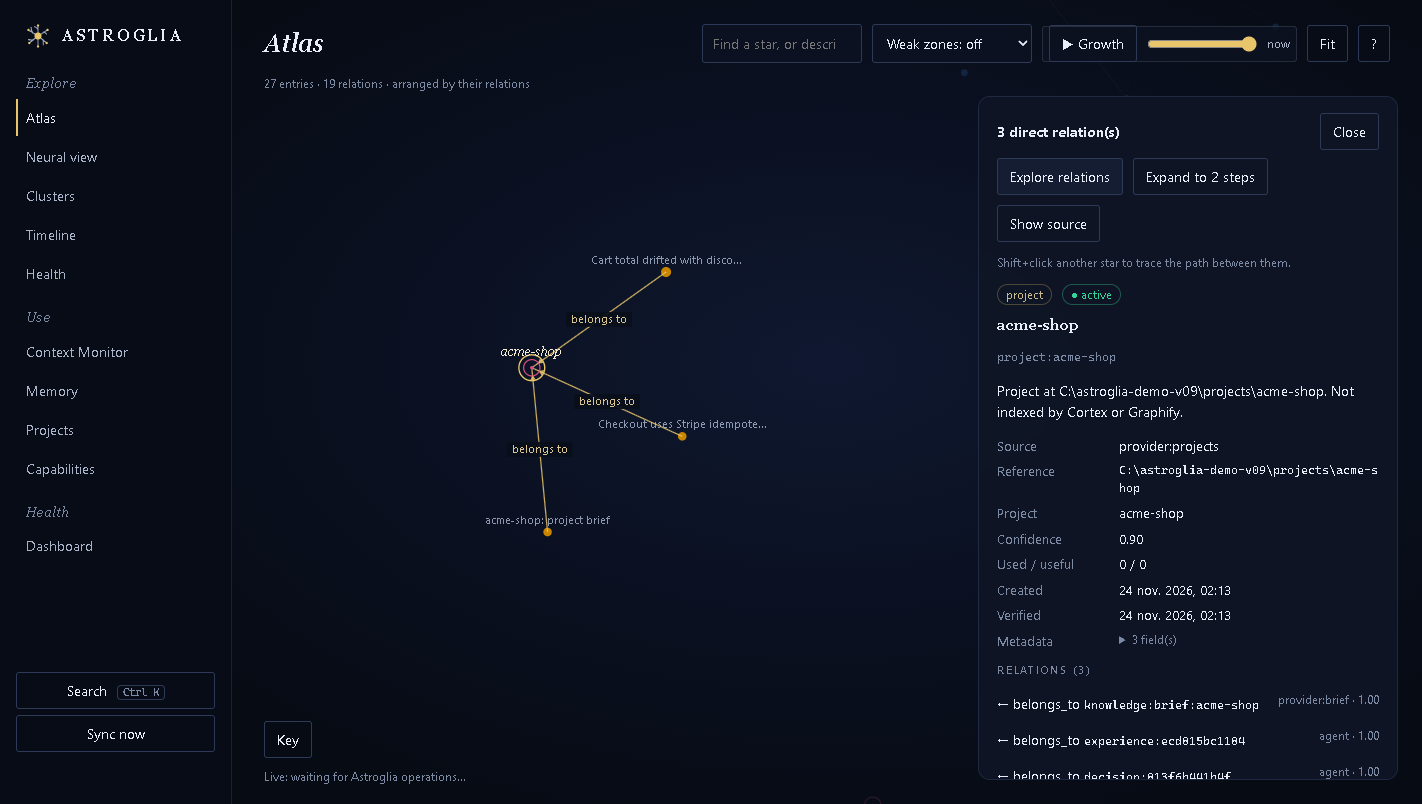 ASTROGLIA
Explore
Atlas
Neural view
Clusters
Timeline
Health
Use
Context Monitor
Memory
Projects
Capabilities
Health
Dashboard
Search Ctrl K
Sync now
Atlas
Find a star, or descri
Weak zones: off
▶ Growth
now
Fit
?
27 entries · 19 relations · arranged by their relations
Cart total drifted with disco...
belongs to
acme-shop
belongs to
Checkout uses Stripe idempote...
belongs to
acme-shop: project brief
Key
Live: waiting for Astroglia operations...
3 direct relation(s)
Close
Explore relations
Expand to 2 steps
Show source
Shift+click another star to trace the path between them.
project
● active
acme-shop
project:acme-shop
Project at C:\astroglia-demo-v09\projects\acme-shop. Not
indexed by Cortex or Graphify.
Source provider:projects
Reference C:\astroglia-demo-v09\projects\acme-s
hop
Project acme-shop
Confidence 0.90
Used / useful 0 / 0
Created 24 nov. 2026, 02:13
Verified 24 nov. 2026, 02:13
Metadata ▶ 3 field(s)
RELATIONS (3)
← belongs_to knowledge:brief:acme-shop provider:brief · 1.00
← belongs_to experience:ecd015bc1104 agent · 1.00
← belongs_to decision:013f6b441b4f agent · 1.00